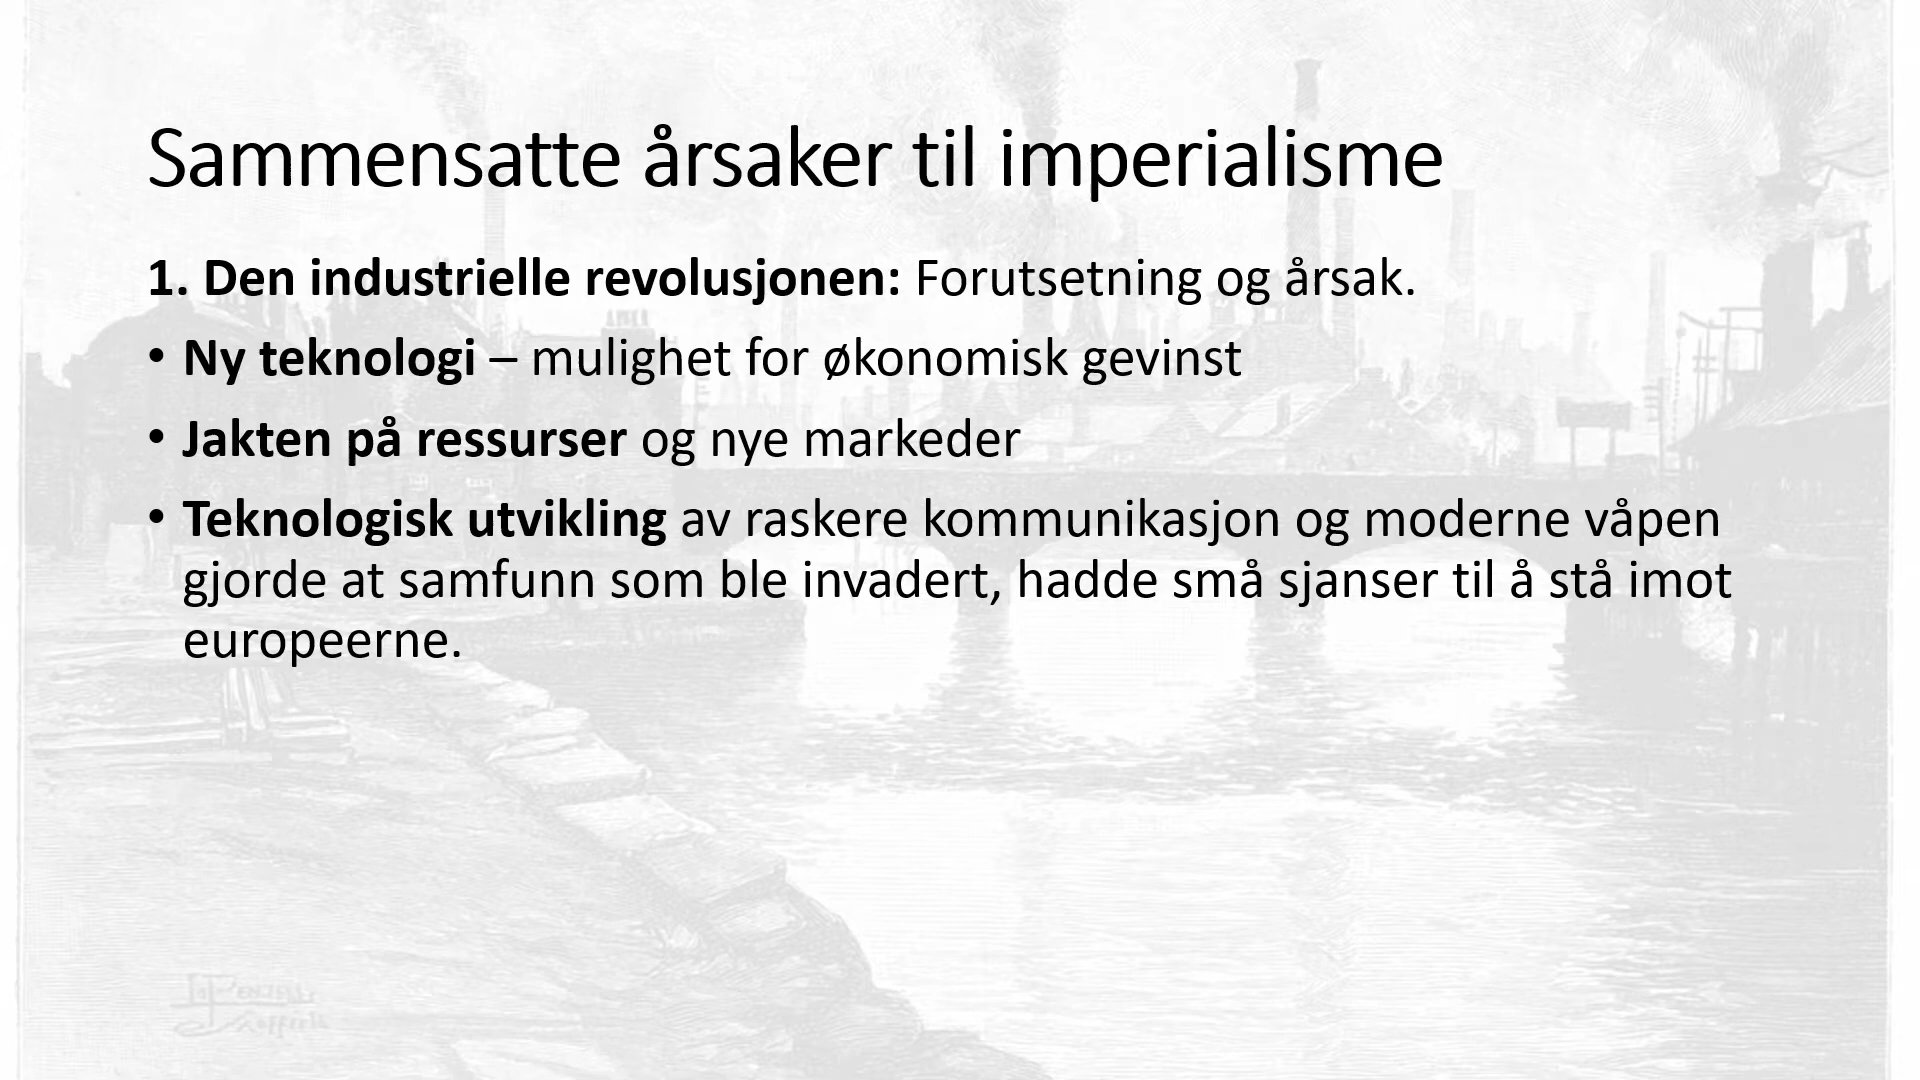 Sammensatte årsaker til imperialisme
1. Den industrielle revolusjonen: Forutsetning og årsak.
• Ny teknologi – mulighet for økonomisk gevinst
• Jakten på ressurser og nye markeder
• Teknologisk utvikling av raskere kommunikasjon og moderne våpen
gjorde at samfunn som ble invadert, hadde små sjanser til å stå imot
europeerne.